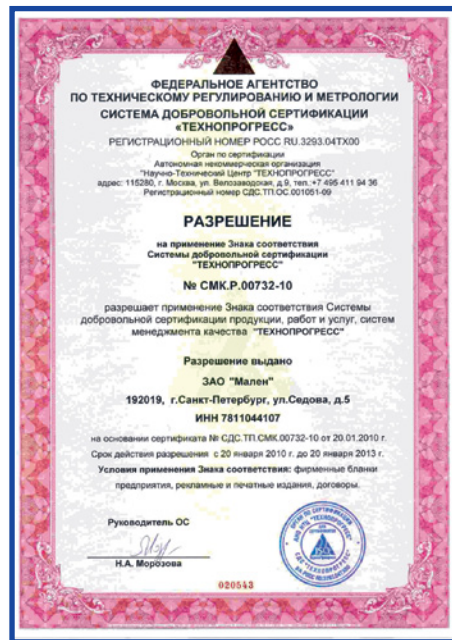 ФЕДЕРАЛЬНОЕ АГЕНТСТВО
ПО ТЕХНИЧЕСКОМУ РЕГУЛИРОВАНИЮ И МЕТРОЛОГИИ
СИСТЕМА ДОБРОВОЛЬНОЙ СЕРТИФИКАЦИИ
«ТЕХНОПРОГРЕСС»
РЕГИСТРАЦИОННЫЙ НОМЕР РОСС RU.3293.04ТХ00
Орган по сертификации
Автономная некоммерческая организация
"Научно-Технический Центр "ТЕХНОПРОГРЕСС"
адрес: 115280, г. Москва, ул. Велозаводская, д.9, тел.:+7 495 411 94 36
Регистрационный номер СДС.ТП.ОС.001051-09
РАЗРЕШЕНИЕ
на применение Знака соответствия
Системы добровольной сертификации
"ТЕХНОПРОГРЕСС"
№ СМК.Р.00732-10
разрешает применение Знака соответствия Системы
добровольной сертификации продукции, работ и услуг, систем
менеджмента качества "ТЕХНОПРОГРЕСС"
Разрешение выдано
ЗАО "Мален"
192019, г.Санкт-Петербург, ул.Седова, д.5
ИНН 7811044107
на основании сертификата № СДС.ТП.СМК.00732-10 от 20.01.2010 г.
Срок действия разрешения с 20 января 2010 г. до 20 января 2013 г.
Условия применения Знака соответствия: фирменные бланки
предприятия, рекламные и печатные издания, договоры.
Руководитель ОС
Н.А. Морозова
ОРГАН ПО СЕРТИФИКАЦИИ
"ТЕХНОПРОГРЕСС"
020543